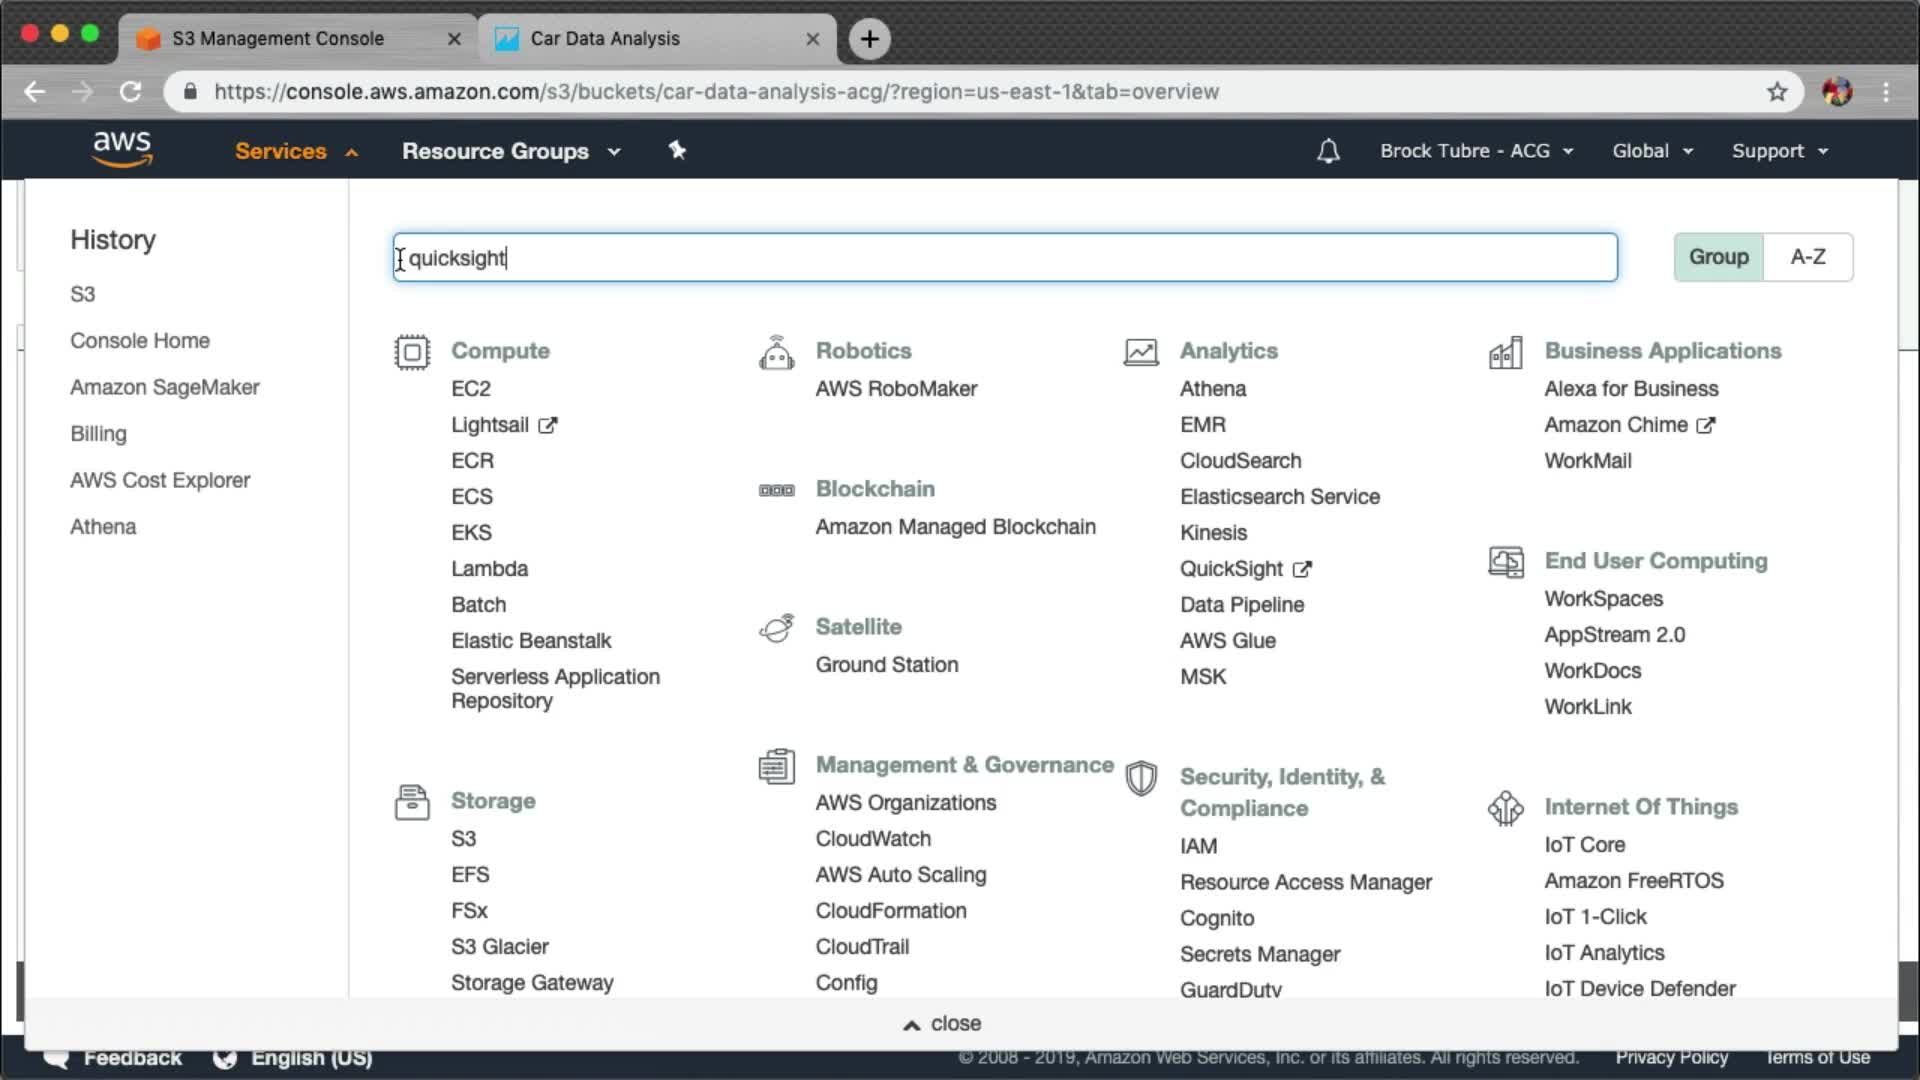 S3 Management Console
Car Data Analysis
https://console.aws.amazon.com/s3/buckets/car-data-analysis-acg/?region=us-east-1&tab=overview
aws
Services
Resource Groups
Brock Tubre - ACG
Global
Support
History
S3
Console Home
Amazon SageMaker
Billing
AWS Cost Explorer
Athena
quicksight
Group
A-Z
Compute
EC2
Lightsail
ECR
ECS
EKS
Lambda
Batch
Elastic Beanstalk
Serverless Application
Repository
Storage
S3
EFS
FSx
S3 Glacier
Storage Gateway
Robotics
AWS RoboMaker
Blockchain
Amazon Managed Blockchain
Satellite
Ground Station
Management & Governance
AWS Organizations
CloudWatch
AWS Auto Scaling
CloudFormation
CloudTrail
Config
Analytics
Athena
EMR
CloudSearch
Elasticsearch Service
Kinesis
QuickSight
Data Pipeline
AWS Glue
MSK
Security, Identity, &
Compliance
IAM
Resource Access Manager
Cognito
Secrets Manager
GuardDuty
Business Applications
Alexa for Business
Amazon Chime
WorkMail
End User Computing
WorkSpaces
AppStream 2.0
WorkDocs
WorkLink
Internet Of Things
IoT Core
Amazon FreeRTOS
IoT 1-Click
IoT Analytics
IoT Device Defender
close
Feedback
English (US)
© 2008 - 2019, Amazon Web Services, Inc. or its affiliates. All rights reserved.
Privacy Policy
Terms of Use